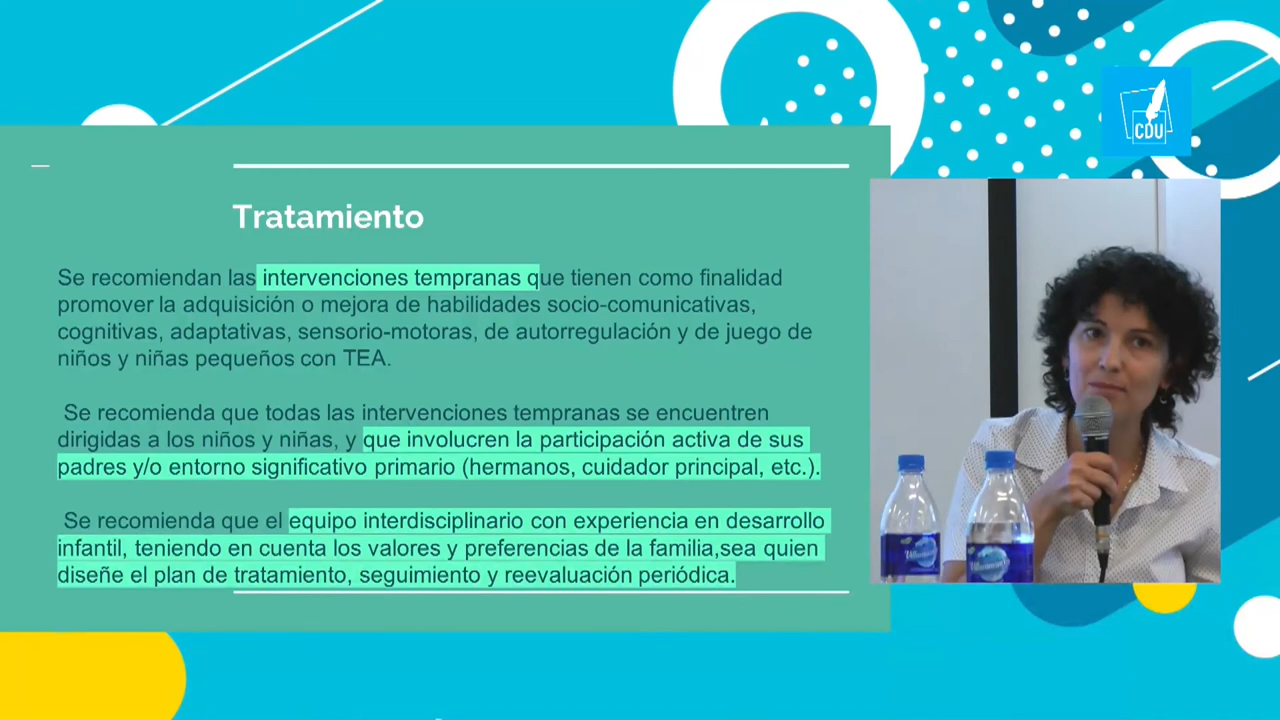 CDU
Tratamiento
Se recomiendan las intervenciones tempranas que tienen como finalidad
promover la adquisición o mejora de habilidades socio-comunicativas,
cognitivas, adaptativas, sensorio-motoras, de autorregulación y de juego de
niños y niñas pequeños con TEA.
Se recomienda que todas las intervenciones tempranas se encuentren
dirigidas a los niños y niñas, y que involucren la participación activa de sus
padres y/o entorno significativo primario (hermanos, cuidador principal, etc.).
Se recomienda que el equipo interdisciplinario con experiencia en desarrollo
infantil, teniendo en cuenta los valores y preferencias de la familia,sea quien
diseñe el plan de tratamiento, seguimiento y reevaluación periódica.